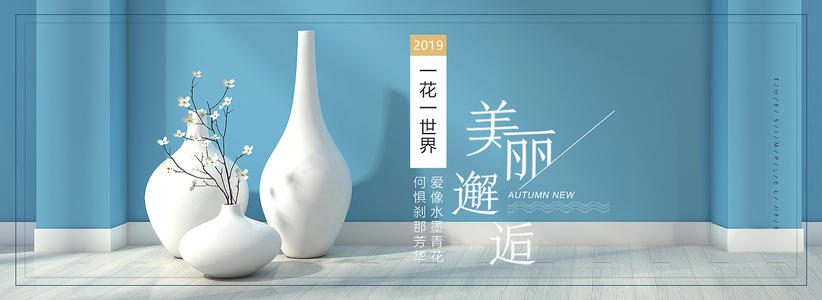 2019
一花一世界
爱像水墨青花
何惧刹那芳华
美丽邂逅
AUTUMN NEW
T/H/E/S/I/M/P/L/E/L/I/F/E